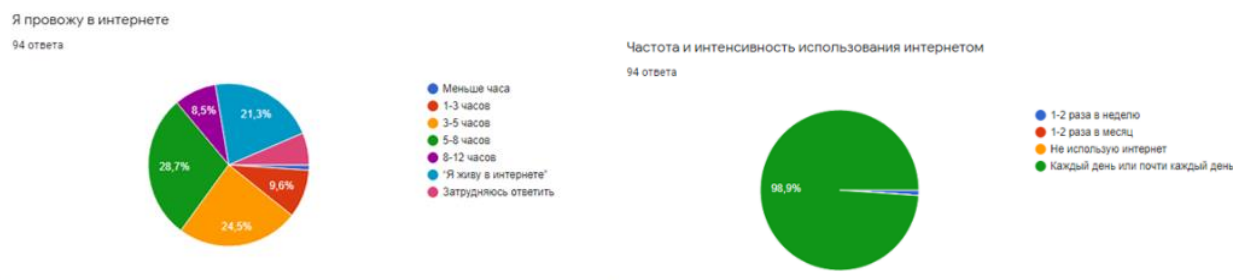 Я провожу в интернете
94 ответа
8,5%
21,3%
28,7%
9,6%
24,5%
Меньше часа
1-3 часов
3-5 часов
5-8 часов
8-12 часов
"Я живу в интернете"
Затрудняюсь ответить
Частота и интенсивность использования интернетом
94 ответа
98,9%
1-2 раза в неделю
1-2 раза в месяц
Не использую интернет
Каждый день или почти каждый день